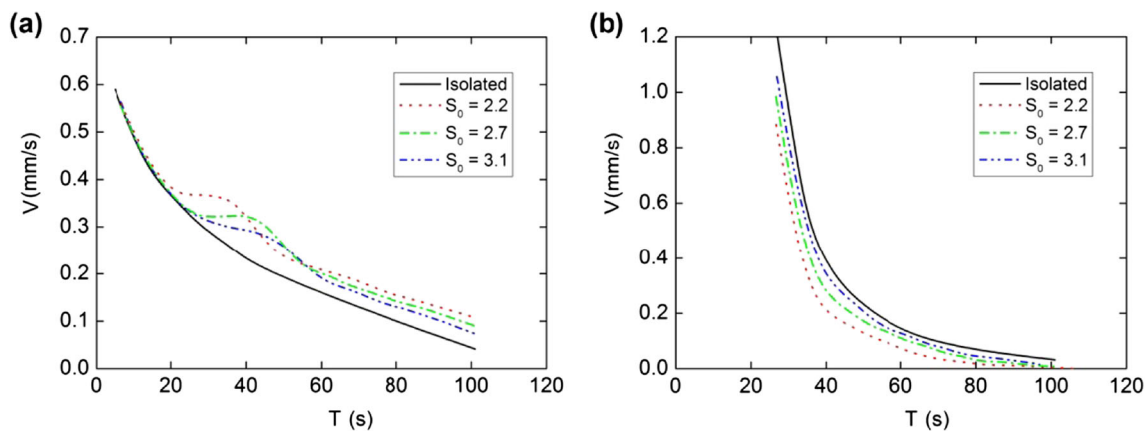 (a)
0.7
0.6
0.5
0.4
0.3
0.2
0.1
0.0
V(mm/s)
0 20 40 60 80 100 120
T (s)
Isolated
S₀ = 2.2
S₀ = 2.7
S₀ = 3.1
(b)
1.2
1.0
0.8
0.6
0.4
0.2
0.0
V(mm/s)
0 20 40 60 80 100 120
T (s)
Isolated
S₀ = 2.2
S₀ = 2.7
S₀ = 3.1